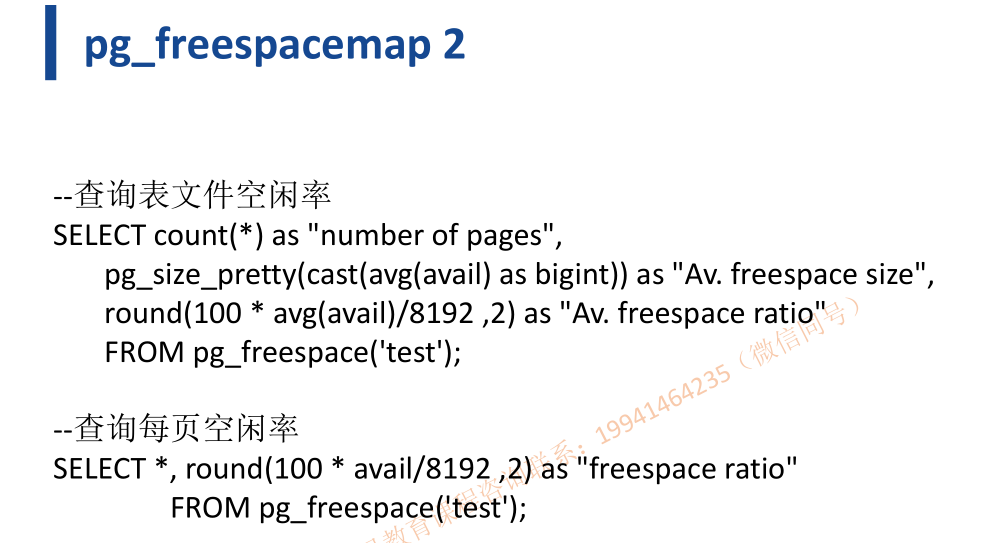 pg_freespacemap 2
--查询表文件空闲率
SELECT count(*) as "number of pages",
pg_size_pretty(cast(avg(avail) as bigint)) as "Av. freespace size",
round(100 * avg(avail)/8192 ,2) as "Av. freespace ratio"
FROM pg_freespace('test');
--查询每页空闲率
SELECT *, round(100 * avail/8192 ,2) as "freespace ratio"
FROM pg_freespace('test');
教育课程咨询联系：19941464235（微信同号）